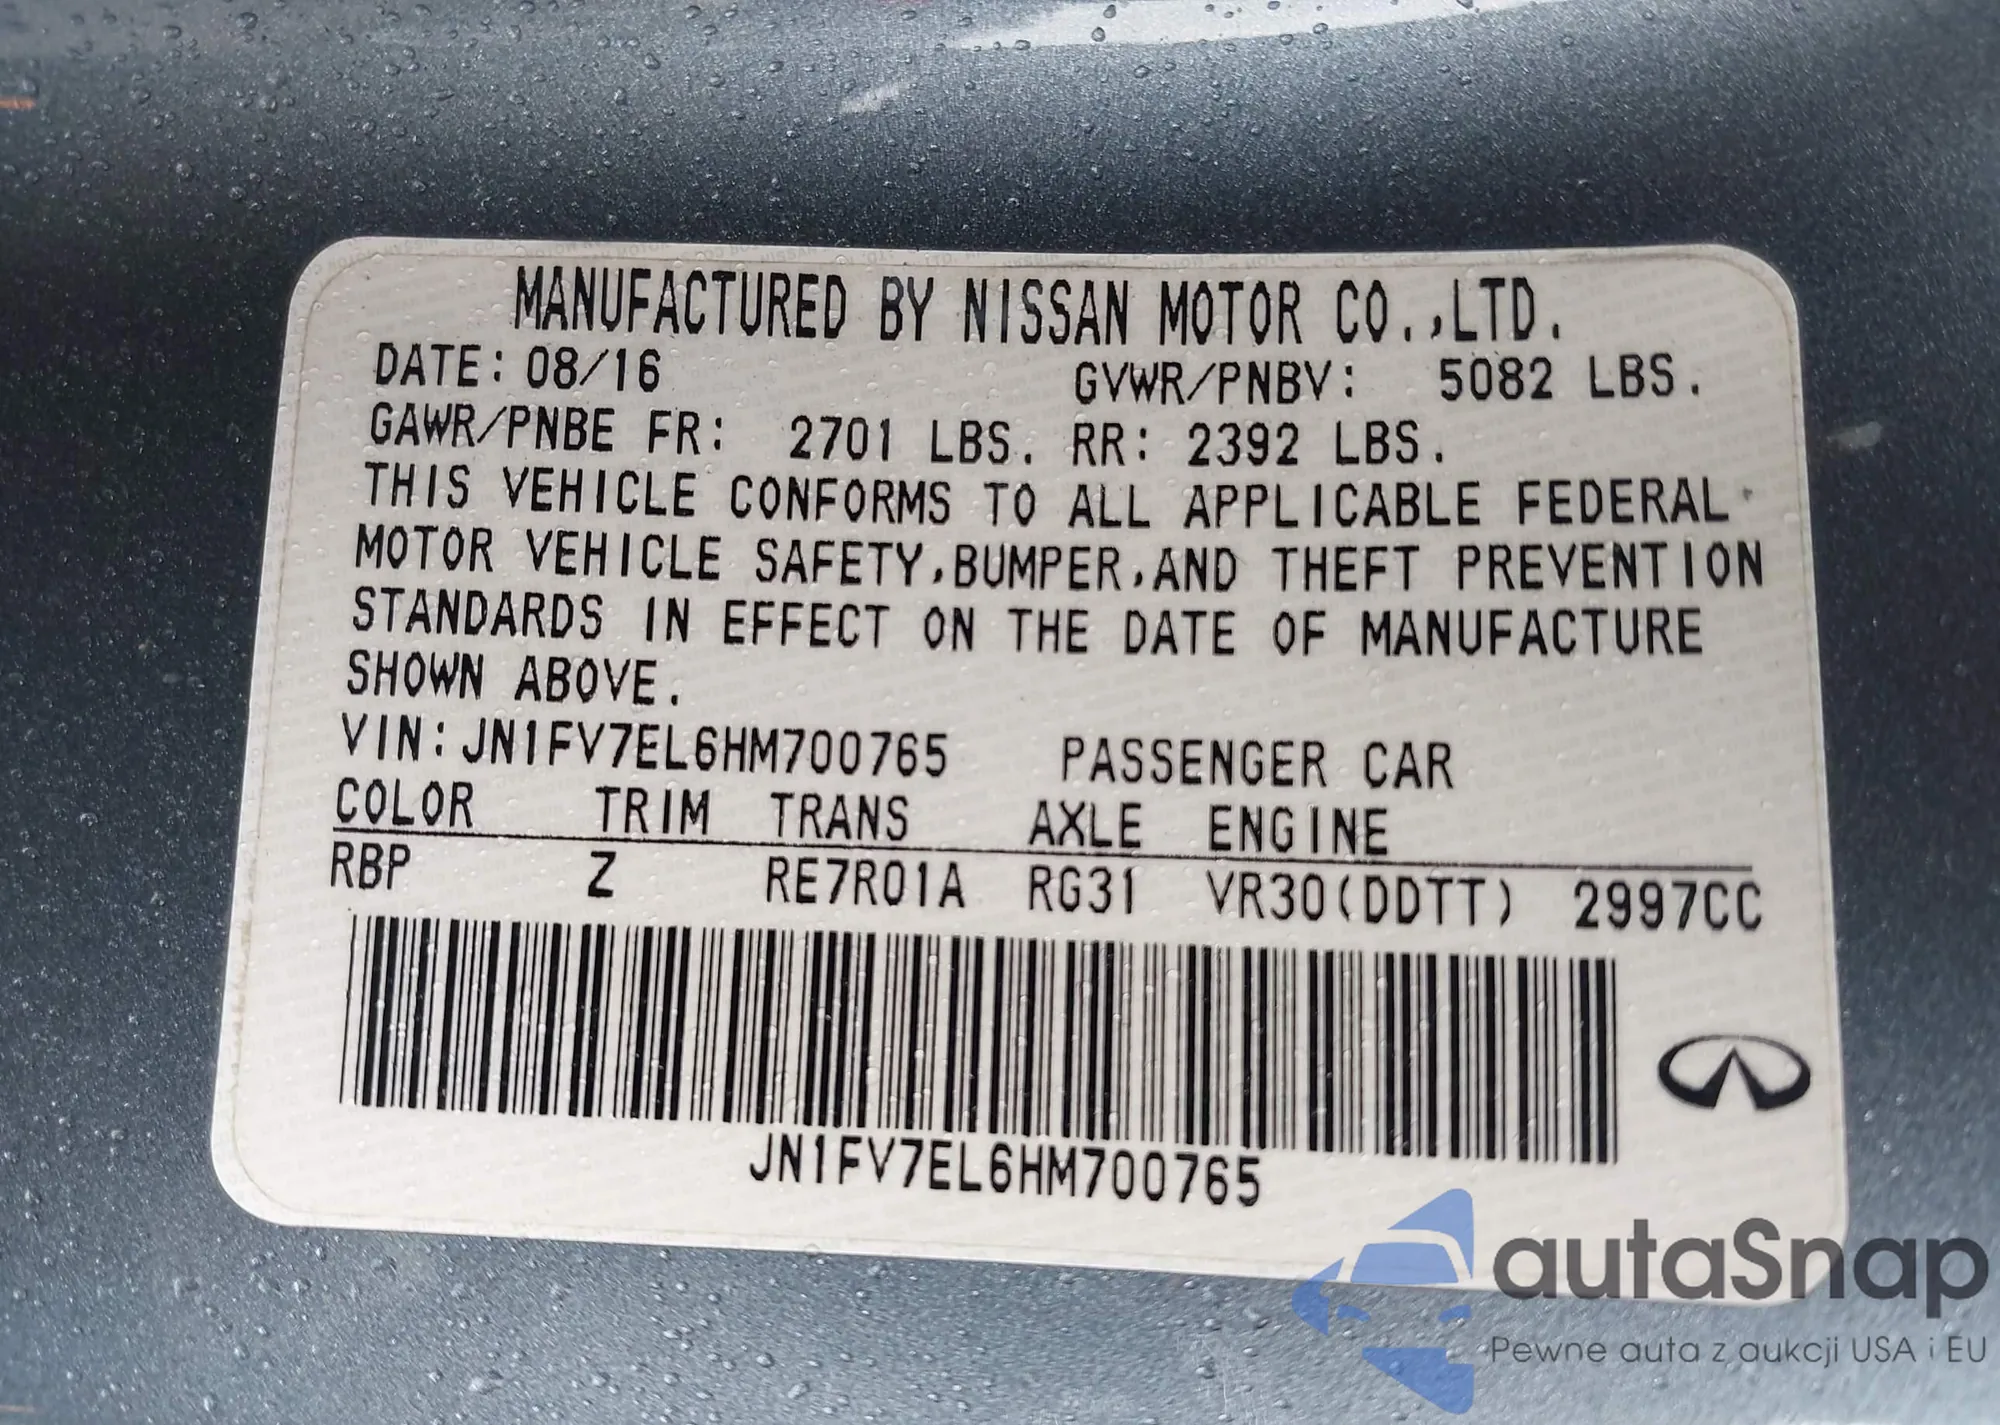 MANUFACTURED BY NISSAN MOTOR CO.,LTD.
DATE: 08/16 GVWR/PNBV: 5082 LBS.
GAWR/PNBE FR: 2701 LBS. RR: 2392 LBS.
THIS VEHICLE CONFORMS TO ALL APPLICABLE FEDERAL
MOTOR VEHICLE SAFETY,BUMPER,AND THEFT PREVENTION
STANDARDS IN EFFECT ON THE DATE OF MANUFACTURE
SHOWN ABOVE.
VIN:JN1FV7EL6HM700765 PASSENGER CAR
COLOR TRIM TRANS AXLE ENGINE
RBP Z RE7R01A RG31 VR30(DDTT) 2997CC
JN1FV7EL6HM700765
autaSnap
Pewne auta z aukcji USA i EU